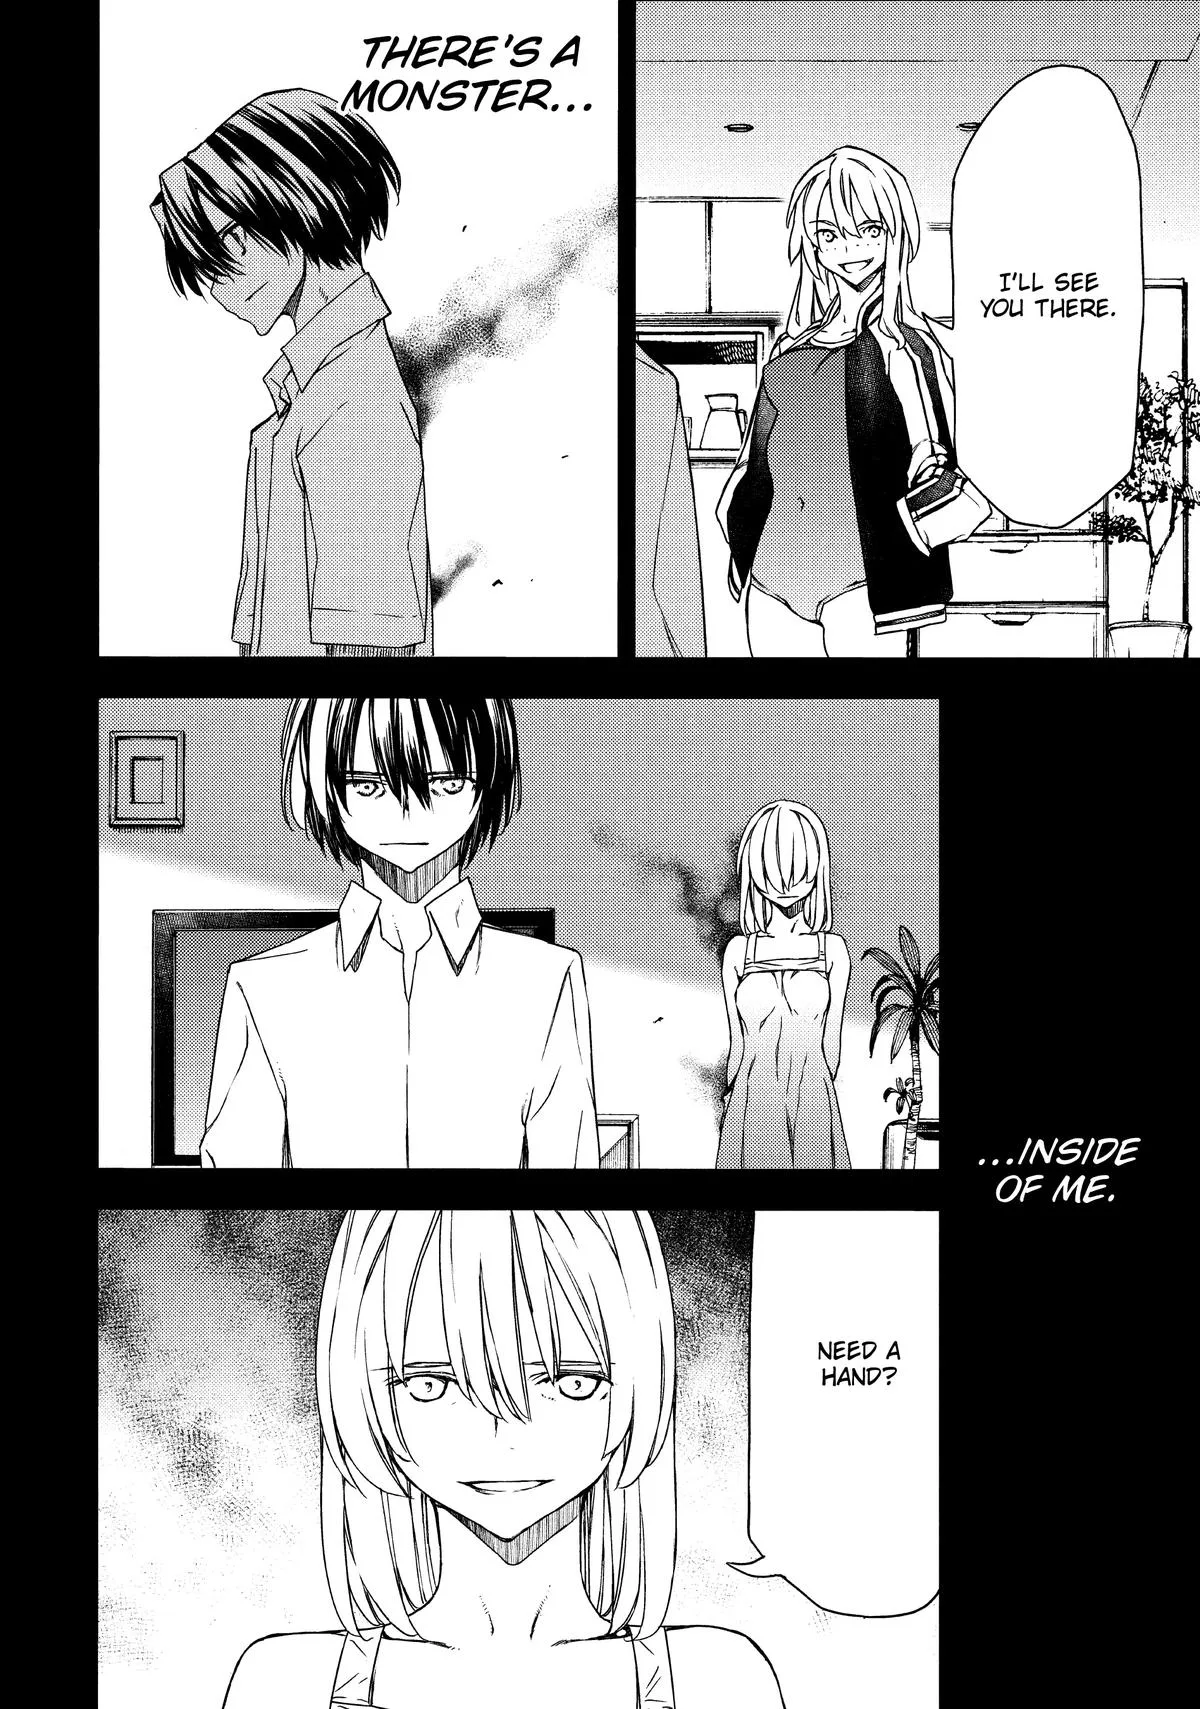 I'LL SEE
YOU THERE.
THERE'S A
MONSTER...
...INSIDE
OF ME.
NEED A
HAND?